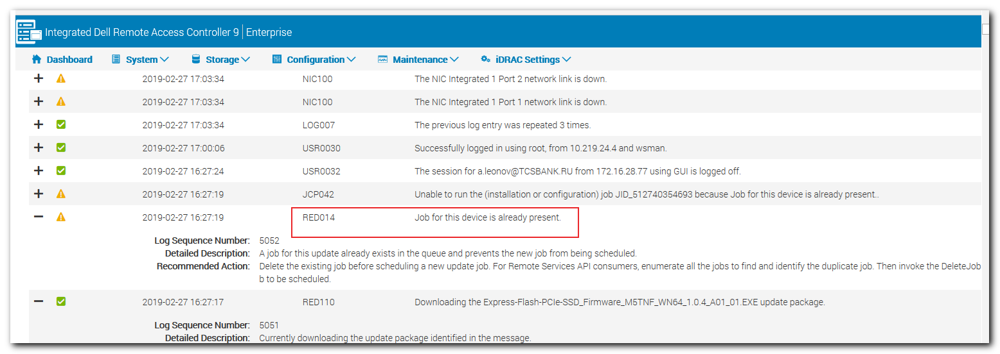 Integrated Dell Remote Access Controller 9 | Enterprise
Dashboard System Storage Configuration Maintenance iDRAC Settings
2019-02-27 17:03:34 NIC100 The NIC Integrated 1 Port 2 network link is down.
2019-02-27 17:03:34 NIC100 The NIC Integrated 1 Port 1 network link is down.
2019-02-27 17:03:34 LOG007 The previous log entry was repeated 3 times.
2019-02-27 17:00:06 USR0030 Successfully logged in using root, from 10.219.24.4 and wsman.
2019-02-27 16:27:24 USR0032 The session for a.leonov@TCSBANK.RU from 172.16.28.77 using GUI is logged off.
2019-02-27 16:27:19 JCP042 Unable to run the (installation or configuration) job JID_512740354693 because Job for this device is already present..
2019-02-27 16:27:19 RED014 Job for this device is already present.
Log Sequence Number: 5052
Detailed Description: A job for this update already exists in the queue and prevents the new job from being scheduled.
Recommended Action: Delete the existing job before scheduling a new update job. For Remote Services API consumers, enumerate all the jobs to find and identify the duplicate job. Then invoke the DeleteJob
b to be scheduled.
2019-02-27 16:27:17 RED110 Downloading the Express-Flash-PCIe-SSD_Firmware_M5TNF_WN64_1.0.4_A01_01.EXE update package.
Log Sequence Number: 5051
Detailed Description: Currently downloading the update package identified in the message.